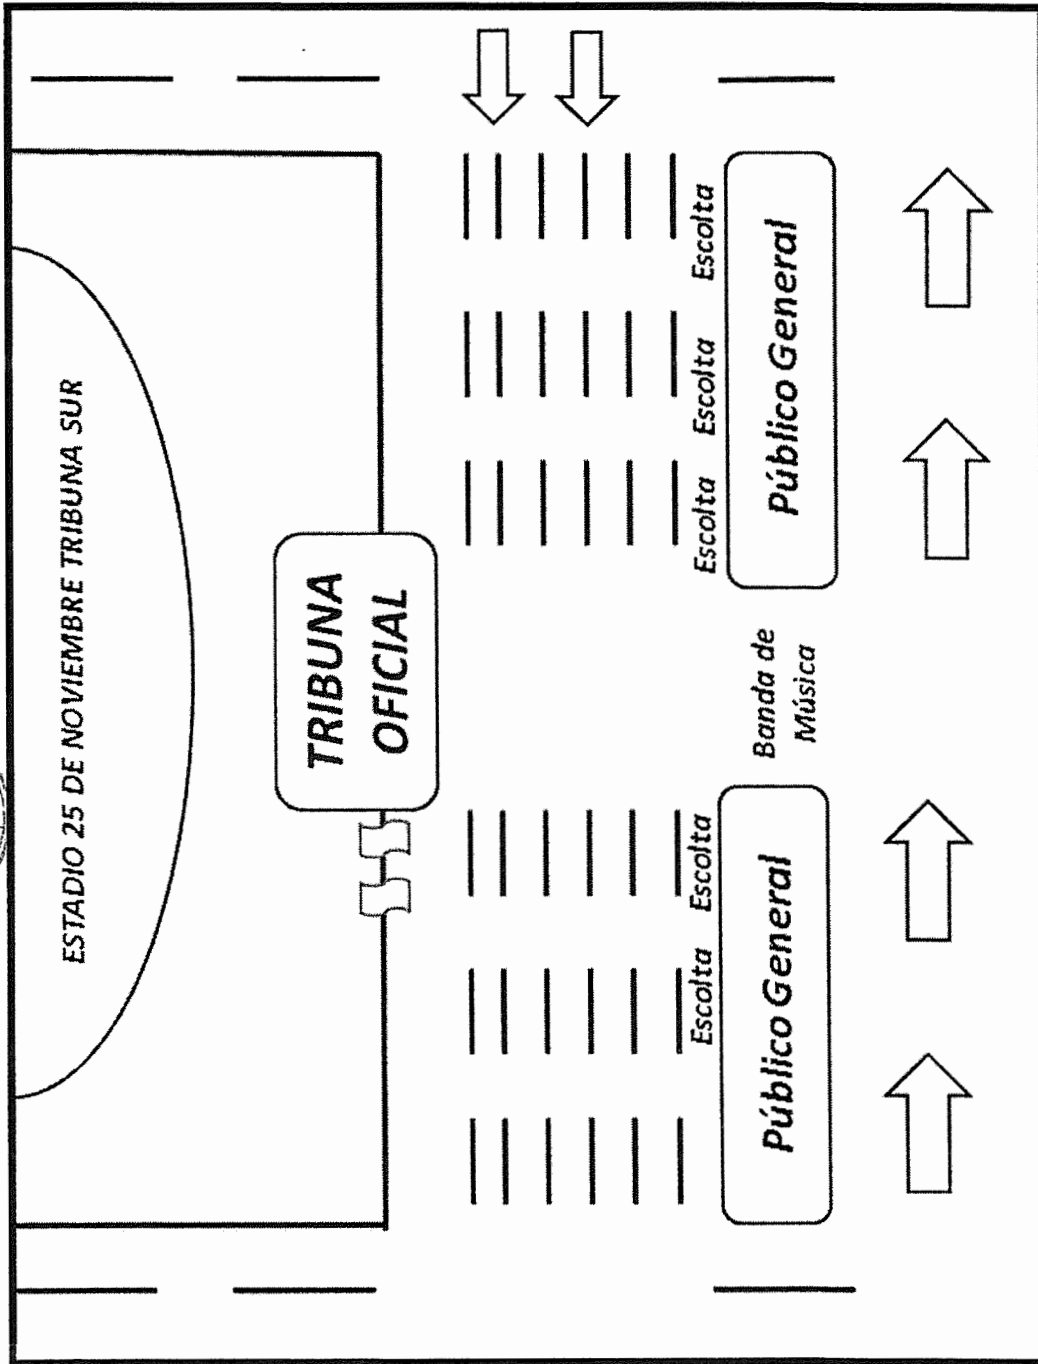 ESTADIO 25 DE NOVIEMBRE TRIBUNA SUR
TRIBUNA
OFICIAL
Escolta
Escolta
Escolta
Escolta
Escolta
Público General
Banda de
Música
Público General